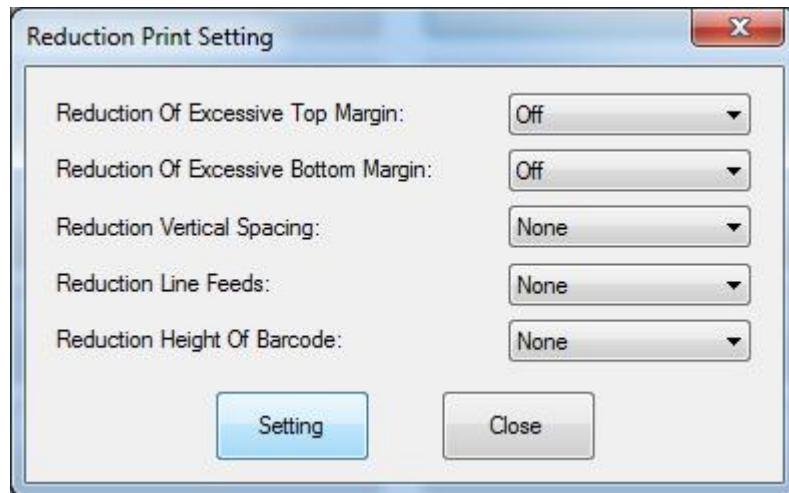 Reduction Print Setting
Reduction Of Excessive Top Margin: Off
Reduction Of Excessive Bottom Margin: Off
Reduction Vertical Spacing: None
Reduction Line Feeds: None
Reduction Height Of Barcode: None
Setting Close